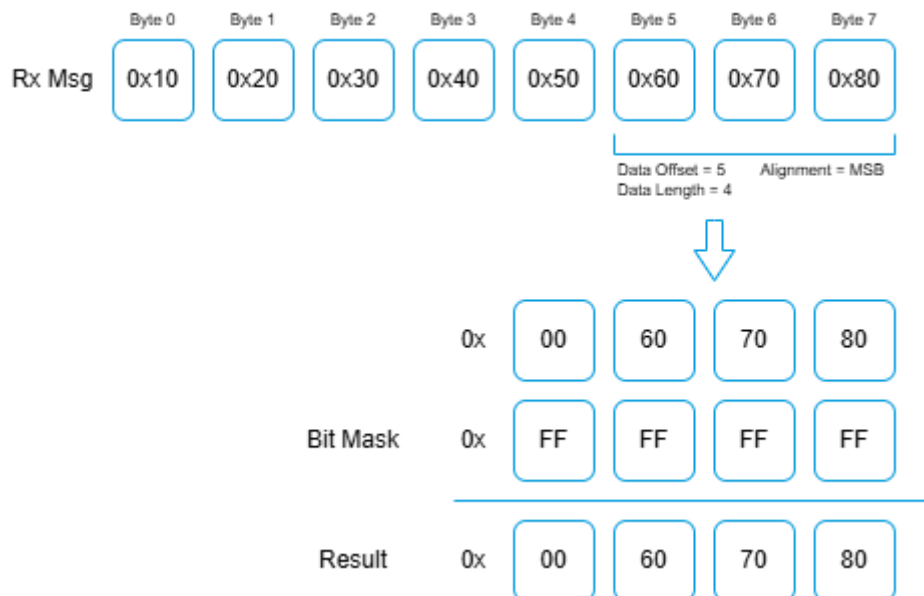 Byte 0 Byte 1 Byte 2 Byte 3 Byte 4 Byte 5 Byte 6 Byte 7
Rx Msg 0x10 0x20 0x30 0x40 0x50 0x60 0x70 0x80
Data Offset = 5 Alignment = MSB
Data Length = 4
0x 00 60 70 80
Bit Mask 0x FF FF FF FF
Result 0x 00 60 70 80